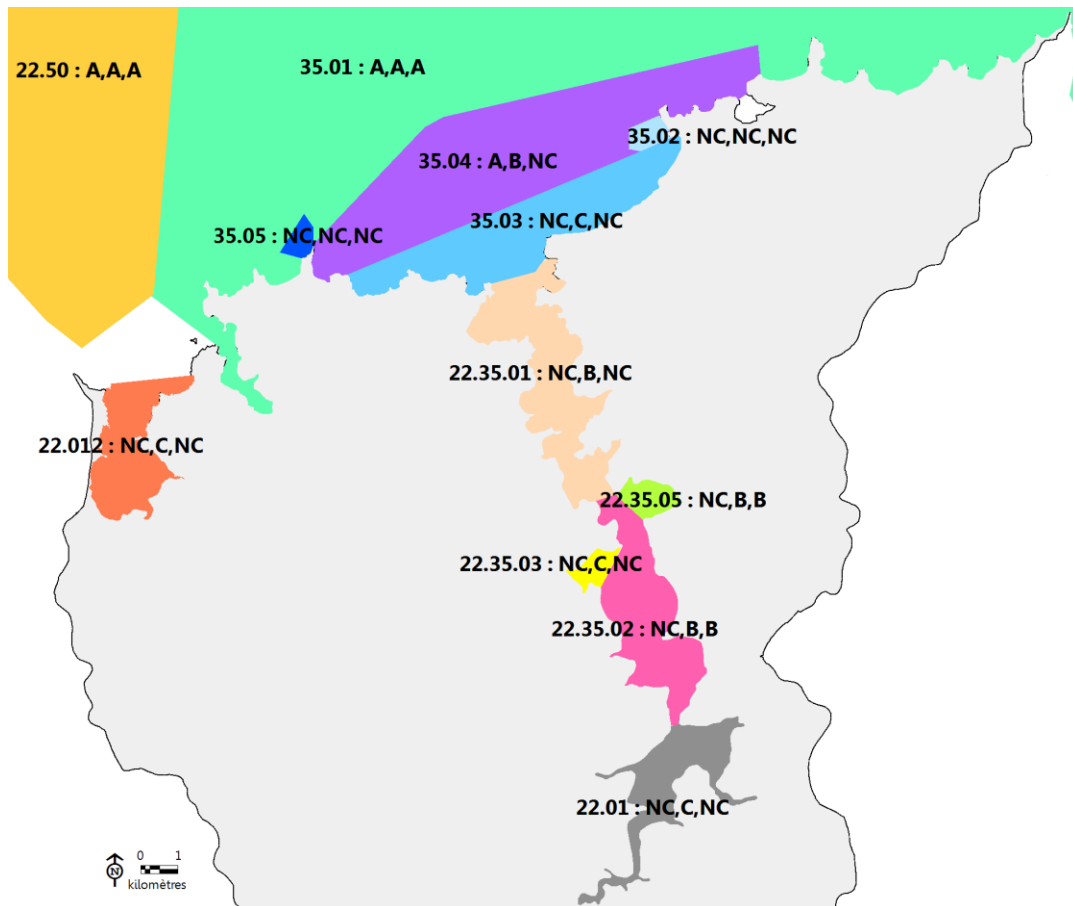 22.50 : A,A,A
35.01 : A,A,A
35.02 : NC,NC,NC
35.04 : A,B,NC
35.03 : NC,C,NC
35.05 : NC,NC,NC
22.35.01 : NC,B,NC
22.012 : NC,C,NC
22.35.05 : NC,B,B
22.35.03 : NC,C,NC
22.35.02 : NC,B,B
22.01 : NC,C,NC
0 1
N
kilomètres